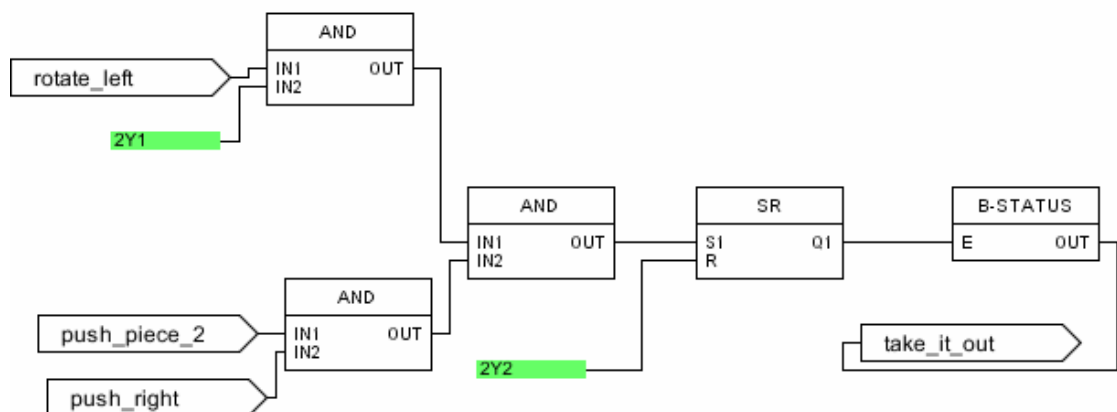 AND
rotate_left
IN1 OUT
IN2
2Y1
AND
IN1 OUT
IN2
SR
S1 Q1
R
B-STATUS
E OUT
AND
push_piece_2
IN1 OUT
IN2
push_right
2Y2
take_it_out